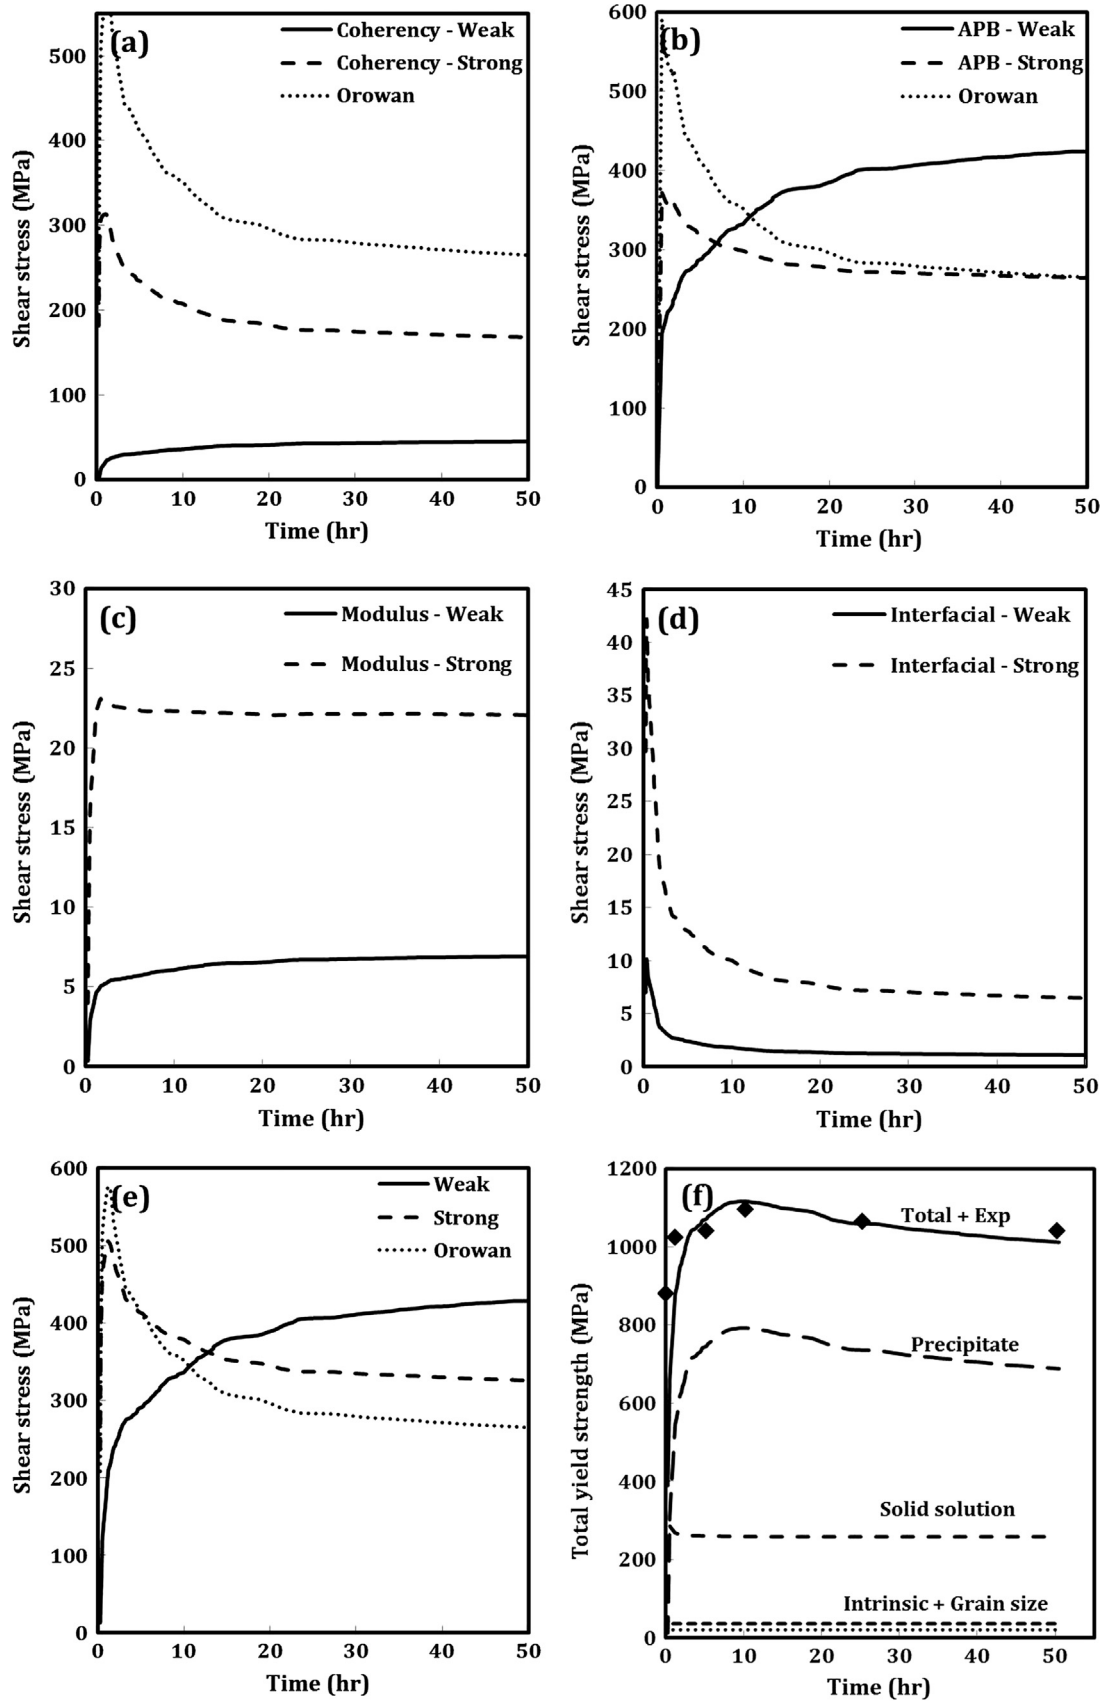 (a)
Coherency - Weak
Coherency - Strong
Orowan
500
400
300
200
100
0
0 10 20 30 40 50
Shear stress (MPa)
Time (hr)
(b)
APB - Weak
APB - Strong
Orowan
600
500
400
300
200
100
0
0 10 20 30 40 50
Shear stress (MPa)
Time (hr)
(c)
Modulus - Weak
Modulus - Strong
30
25
20
15
10
5
0
0 10 20 30 40 50
Shear stress (MPa)
Time (hr)
(d)
Interfacial - Weak
Interfacial - Strong
45
40
35
30
25
20
15
10
5
0
0 10 20 30 40 50
Shear stress (MPa)
Time (hr)
(e)
Weak
Strong
Orowan
600
500
400
300
200
100
0
0 10 20 30 40 50
Shear stress (MPa)
Time (hr)
(f)
Total + Exp
Precipitate
Solid solution
Intrinsic + Grain size
1200
1000
800
600
400
200
0
0 10 20 30 40 50
Total yield strength (MPa)
Time (hr)